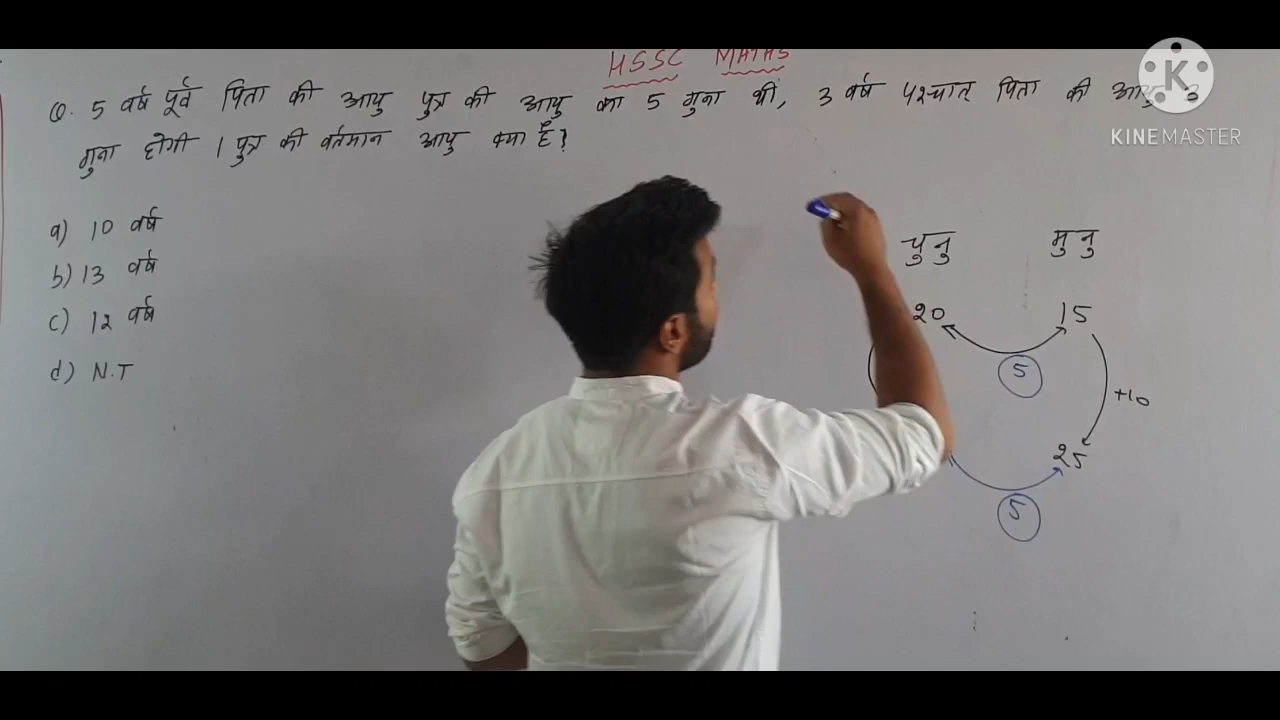 HSSC MATHS
Q. 5 वर्ष पूर्व पिता की आयु पुत्र की आयु का 5 गुना थी, 3 वर्ष पश्चात् पिता की आयु 3
गुना होगी । पुत्र की वर्तमान आयु क्या है?
a) 10 वर्ष
b) 13 वर्ष
c) 12 वर्ष
d) N.T
चुनु मुनु
20 15
5
+10
25
5
K
KINEMASTER